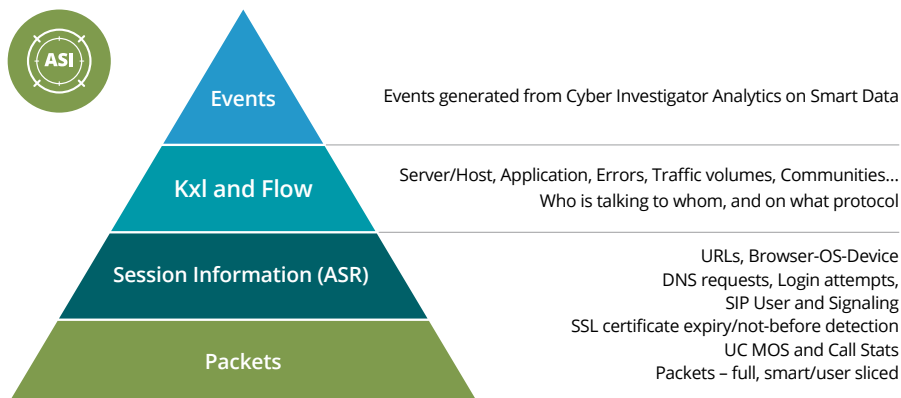 ASI
Events
Events generated from Cyber Investigator Analytics on Smart Data
Kxl and Flow
Server/Host, Application, Errors, Traffic volumes, Communities...
Who is talking to whom, and on what protocol
Session Information (ASR)
URLs, Browser-OS-Device
DNS requests, Login attempts,
SIP User and Signaling
SSL certificate expiry/not-before detection
UC MOS and Call Stats
Packets – full, smart/user sliced
Packets